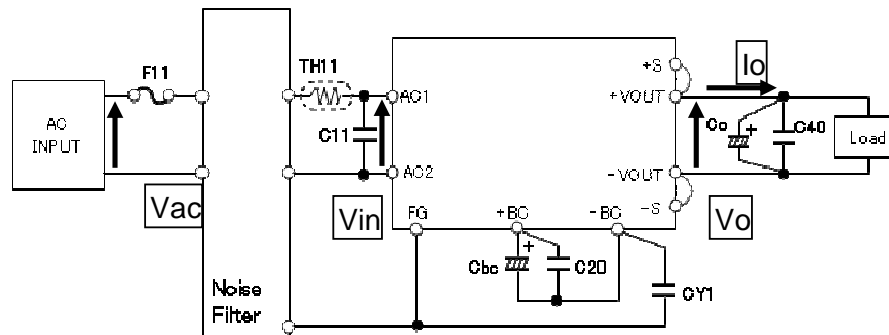 F11
AC
INPUT
Vac
Noise
Filter
TH11
C11
Vin
AC1
AC2
FG
+BC
-BC
Cbc
+
C20
CY1
+S
+VOUT
-VOUT
-S
Io
Co
+
C40
Load
Vo